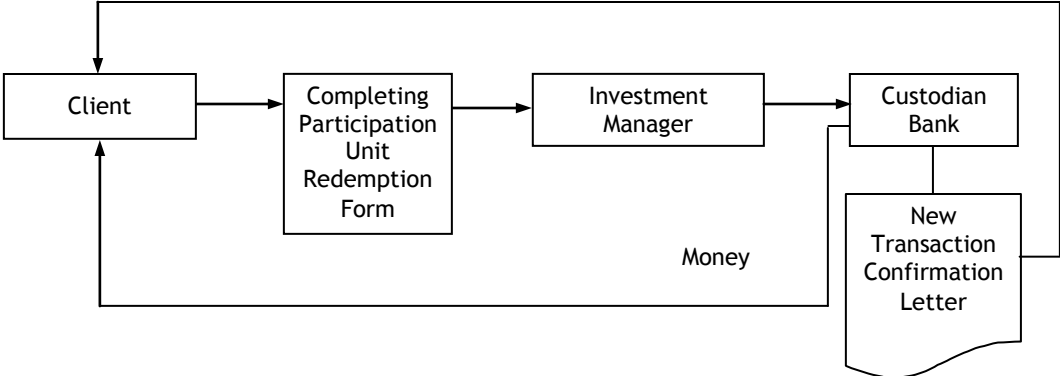 Client
Completing
Participation
Unit
Redemption
Form
Investment
Manager
Custodian
Bank
New
Transaction
Confirmation
Letter
Money